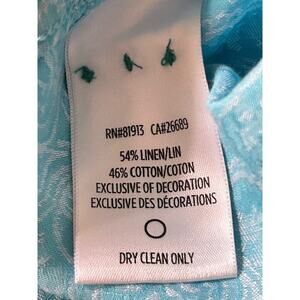 RN#81913 CA#26689
54% LINEN/LIN
46% COTTON/COTON
EXCLUSIVE OF DECORATION
EXCLUSIVE DES DÉCORATIONS
DRY CLEAN ONLY